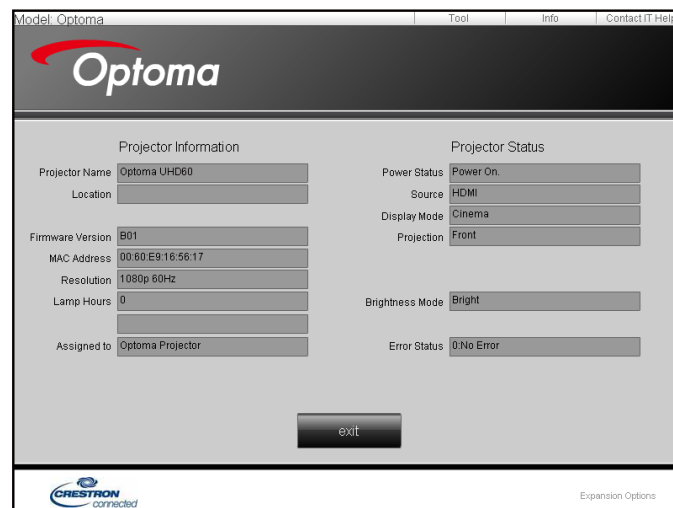 Model: Optoma
Tool
Info
Contact IT Help
Optoma
Projector Information
Projector Name Optoma UHD60
Location
Firmware Version B01
MAC Address 00:60:E9:16:56:17
Resolution 1080p 60Hz
Lamp Hours 0
Assigned to Optoma Projector
Projector Status
Power Status Power On.
Source HDMI
Display Mode Cinema
Projection Front
Brightness Mode Bright
Error Status 0:No Error
exit
CRESTRON
connected
Expansion Options